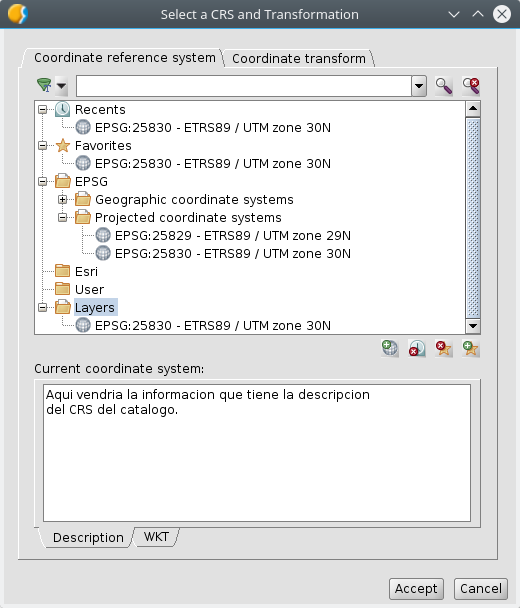 Select a CRS and Transformation
Coordinate reference system
Coordinate transform
Recents
EPSG:25830 - ETRS89 / UTM zone 30N
Favorites
EPSG:25830 - ETRS89 / UTM zone 30N
EPSG
Geographic coordinate systems
Projected coordinate systems
EPSG:25829 - ETRS89 / UTM zone 29N
EPSG:25830 - ETRS89 / UTM zone 30N
Esri
User
Layers
EPSG:25830 - ETRS89 / UTM zone 30N
Current coordinate system:
Aqui vendria la informacion que tiene la descripcion
del CRS del catalogo.
Description
WKT
Accept
Cancel